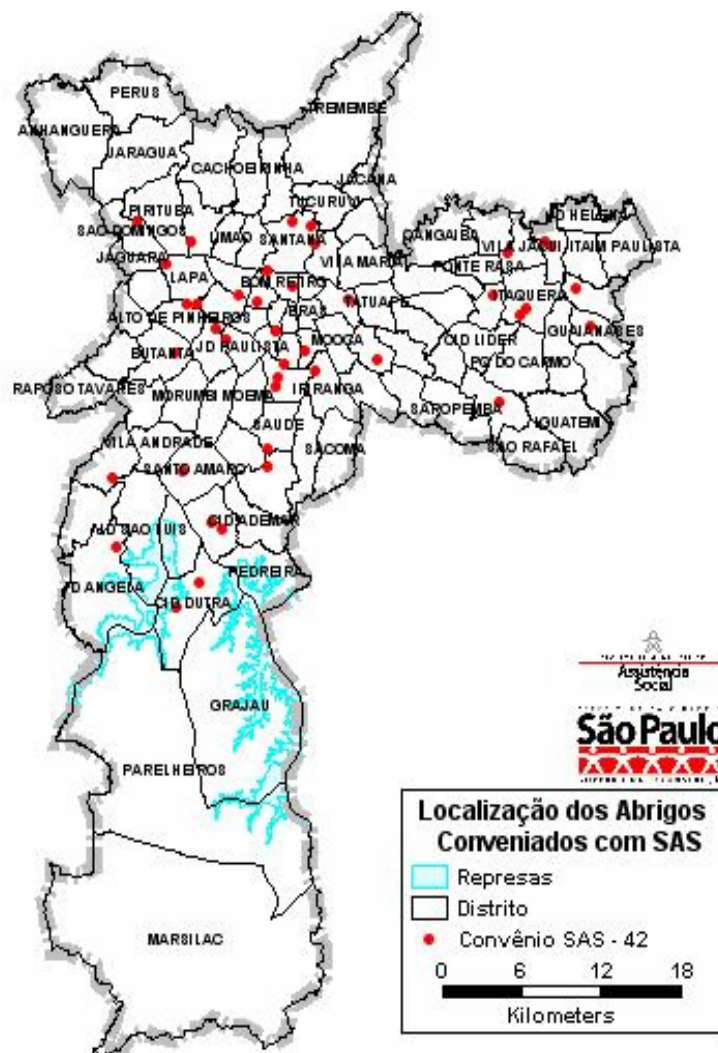 PERUS
TREMEMBE
ANHANGUERA
JARAGUA
CACHOEIRINHA
JACANA
TUCURUVI
PIRITUBA
SAO DOMINGOS
LIMAO
SANTANA
CANGAIBA
JD HELENA
VILA JACUI
ITAIM PAULISTA
JAGUARA
VILA MARIA
PONTE RASA
LAPA
BOM RETIRO
TATUAPE
ITAQUERA
ALTO DE PINHEIROS
BRAS
GUAIANASES
BUTANTA
JD PAULISTA
MOOCA
CID LIDER
PQ DO CARMO
RAPOSO TAVARES
MORUMBI
MOEMA
IPIRANGA
SAPOPEMBA
IGUATEMI
SAUDE
VILA ANDRADE
SACOMA
SAO RAFAEL
SANTO AMARO
JD SAO LUIS
CID ADEMAR
PEDREIRA
JD ANGELA
CID DUTRA
GRAJAU
PARELHEIROS
MARSILAC
Assistência
Social
São Paulo
Localização dos Abrigos
Conveniados com SAS
Represas
Distrito
Convênio SAS - 42
0 6 12 18
Kilometers